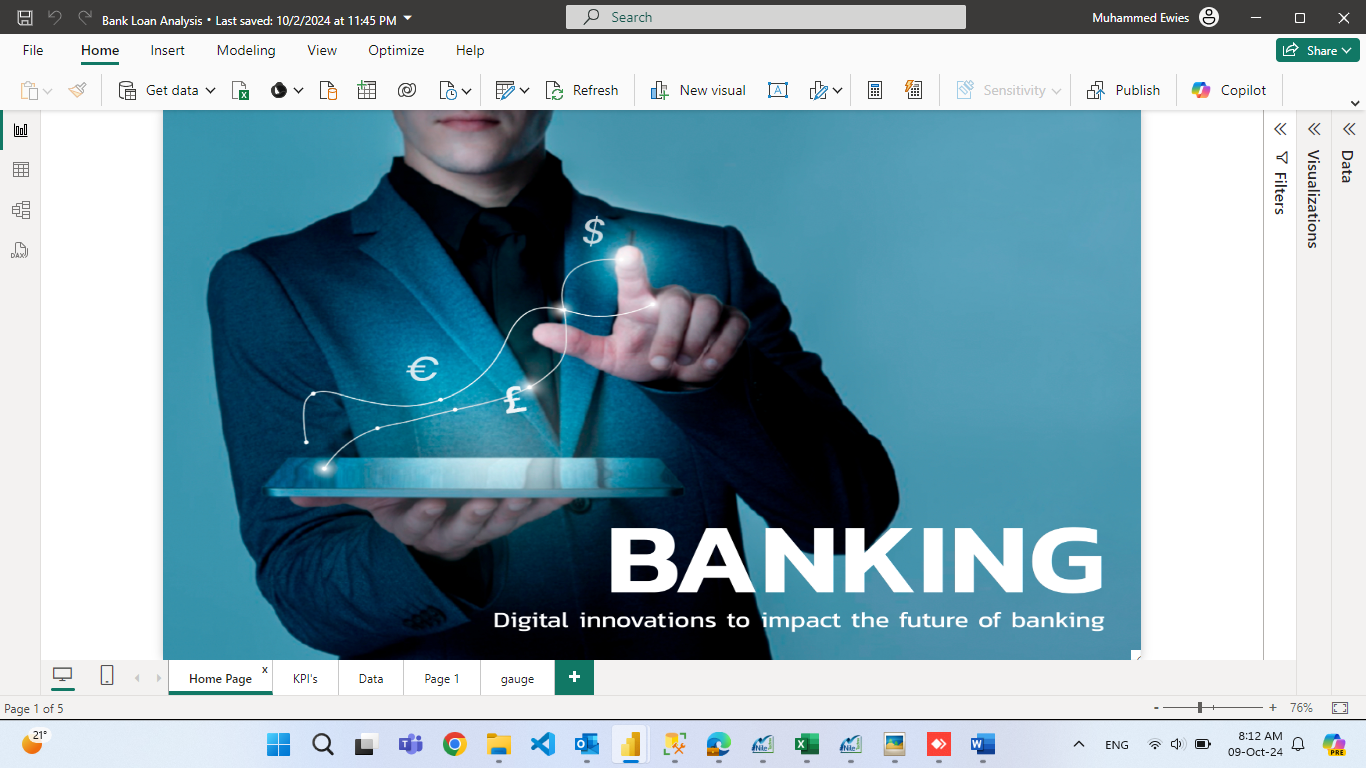 Bank Loan Analysis • Last saved: 10/2/2024 at 11:45 PM
Search
Muhammed Ewies
File Home Insert Modeling View Optimize Help
Share
Get data
Refresh
New visual
Sensitivity
Publish
Copilot
DAX
$
€
£
BANKING
Digital innovations to impact the future of banking
Filters
Visualizations
Data
Home Page x
KPI's
Data
Page 1
gauge
+
Page 1 of 5
- + 76%
21°
ENG
8:12 AM
09-Oct-24
PRE